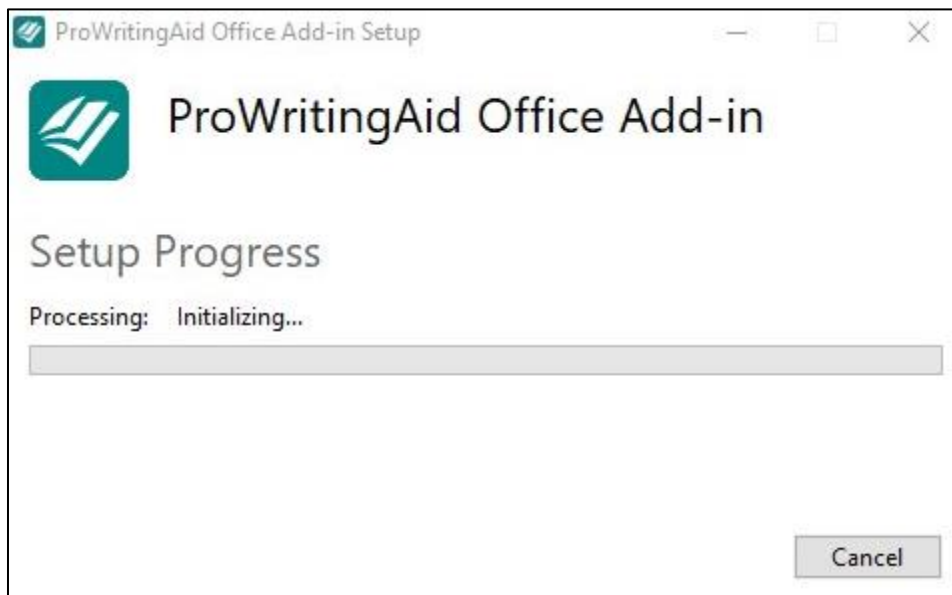 ProWritingAid Office Add-in Setup
ProWritingAid Office Add-in
Setup Progress
Processing: Initializing...
Cancel